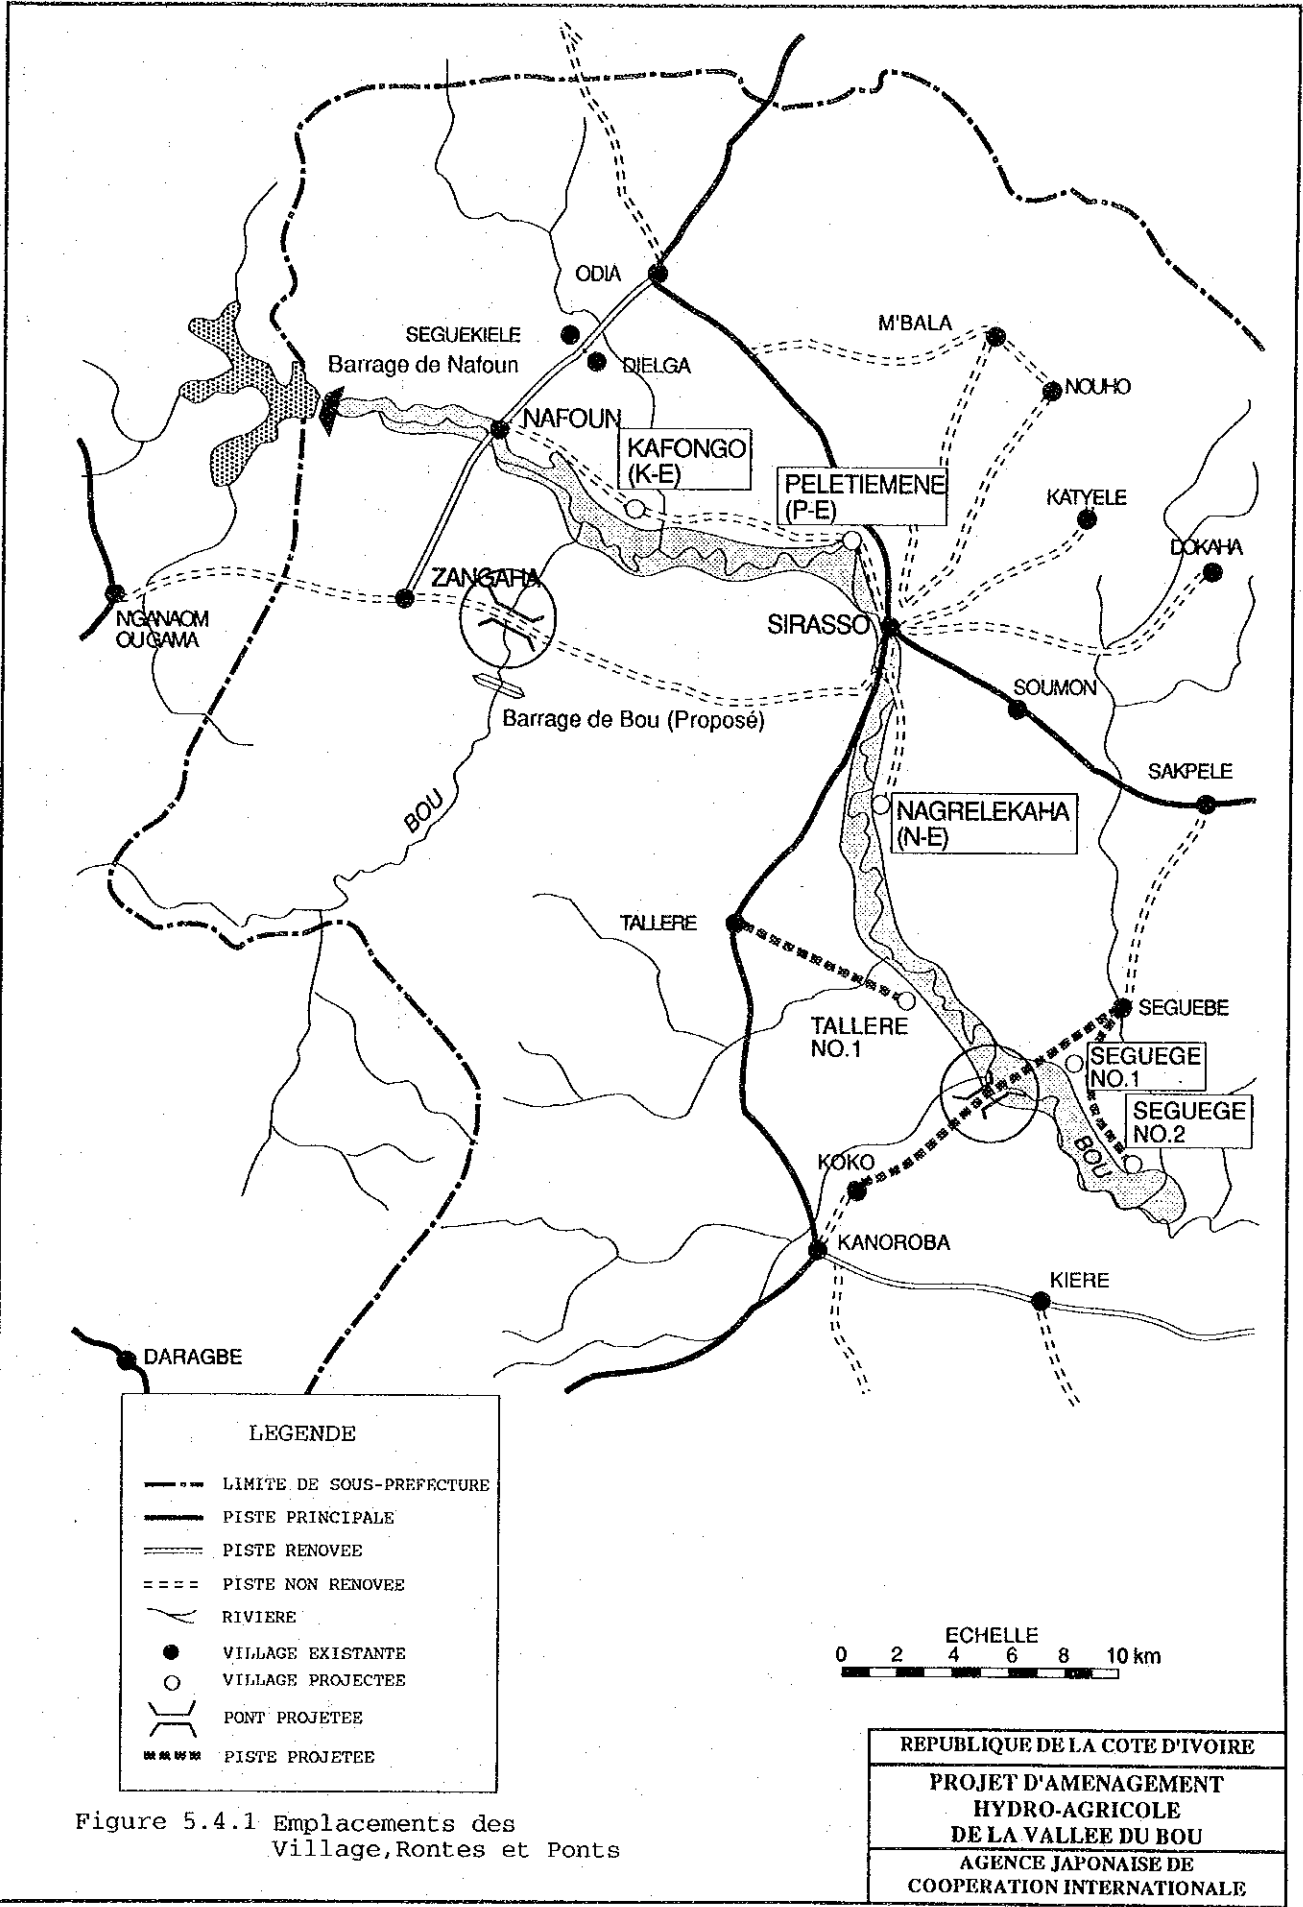 ODIA
SEGUEKIELE
Barrage de Nafoun
DIELGA
M'BALA
NOUHO
NAFOUN
KAFONGO
(K-E)
PELETIEMENE
(P-E)
KATYELE
DOKAHA
ZANGAHA
N'GANAOM
OUGAMA
SIRASSO
SOUMON
Barrage de Bou (Proposé)
SAKPELE
BOU
NAGRELEKAHA
(N-E)
TALLERE
TALLERE
NO.1
SEGUEBE
SEGUEGE
NO.1
SEGUEGE
NO.2
BOU
KOKO
KANOROBA
KIERE
DARAGBE
LEGENDE
LIMITE DE SOUS-PREFECTURE
PISTE PRINCIPALE
PISTE RENOVEE
PISTE NON RENOVEE
RIVIERE
VILLAGE EXISTANTE
VILLAGE PROJECTEE
PONT PROJETEE
PISTE PROJETEE
ECHELLE
0 2 4 6 8 10 km
Figure 5.4.1 Emplacements des
Village,Rontes et Ponts
REPUBLIQUE DE LA COTE D'IVOIRE
PROJET D'AMENAGEMENT
HYDRO-AGRICOLE
DE LA VALLEE DU BOU
AGENCE JAPONAISE DE
COOPERATION INTERNATIONALE